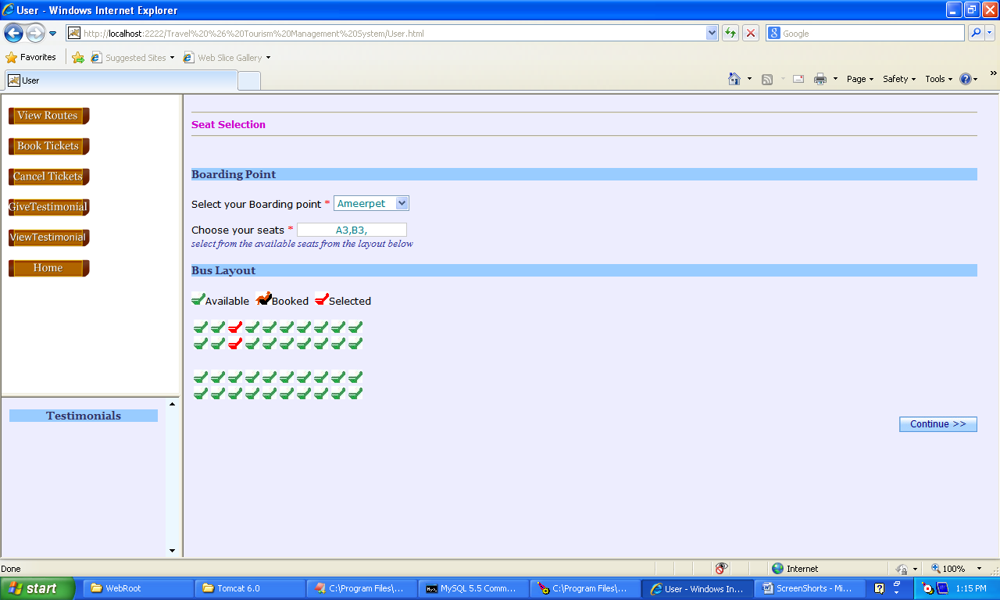 User - Windows Internet Explorer
http://localhost:2222/Travel%20%26%20Tourism%20Management%20System/User.html
Google
Favorites
Suggested Sites
Web Slice Gallery
User
Page
Safety
Tools
»
View Routes
Book Tickets
Cancel Tickets
GiveTestimonial
ViewTestimonial
Home
Testimonials
Seat Selection
Boarding Point
Select your Boarding point * Ameerpet
Choose your seats * A3,B3,
select from the available seats from the layout below
Bus Layout
Available Booked Selected
Continue >>
Done
Internet
100%
start
WebRoot
Tomcat 6.0
C:\Program Files\...
MySQL 5.5 Comm...
C:\Program Files\...
User - Windows In...
ScreenShorts - Mi...
1:15 PM